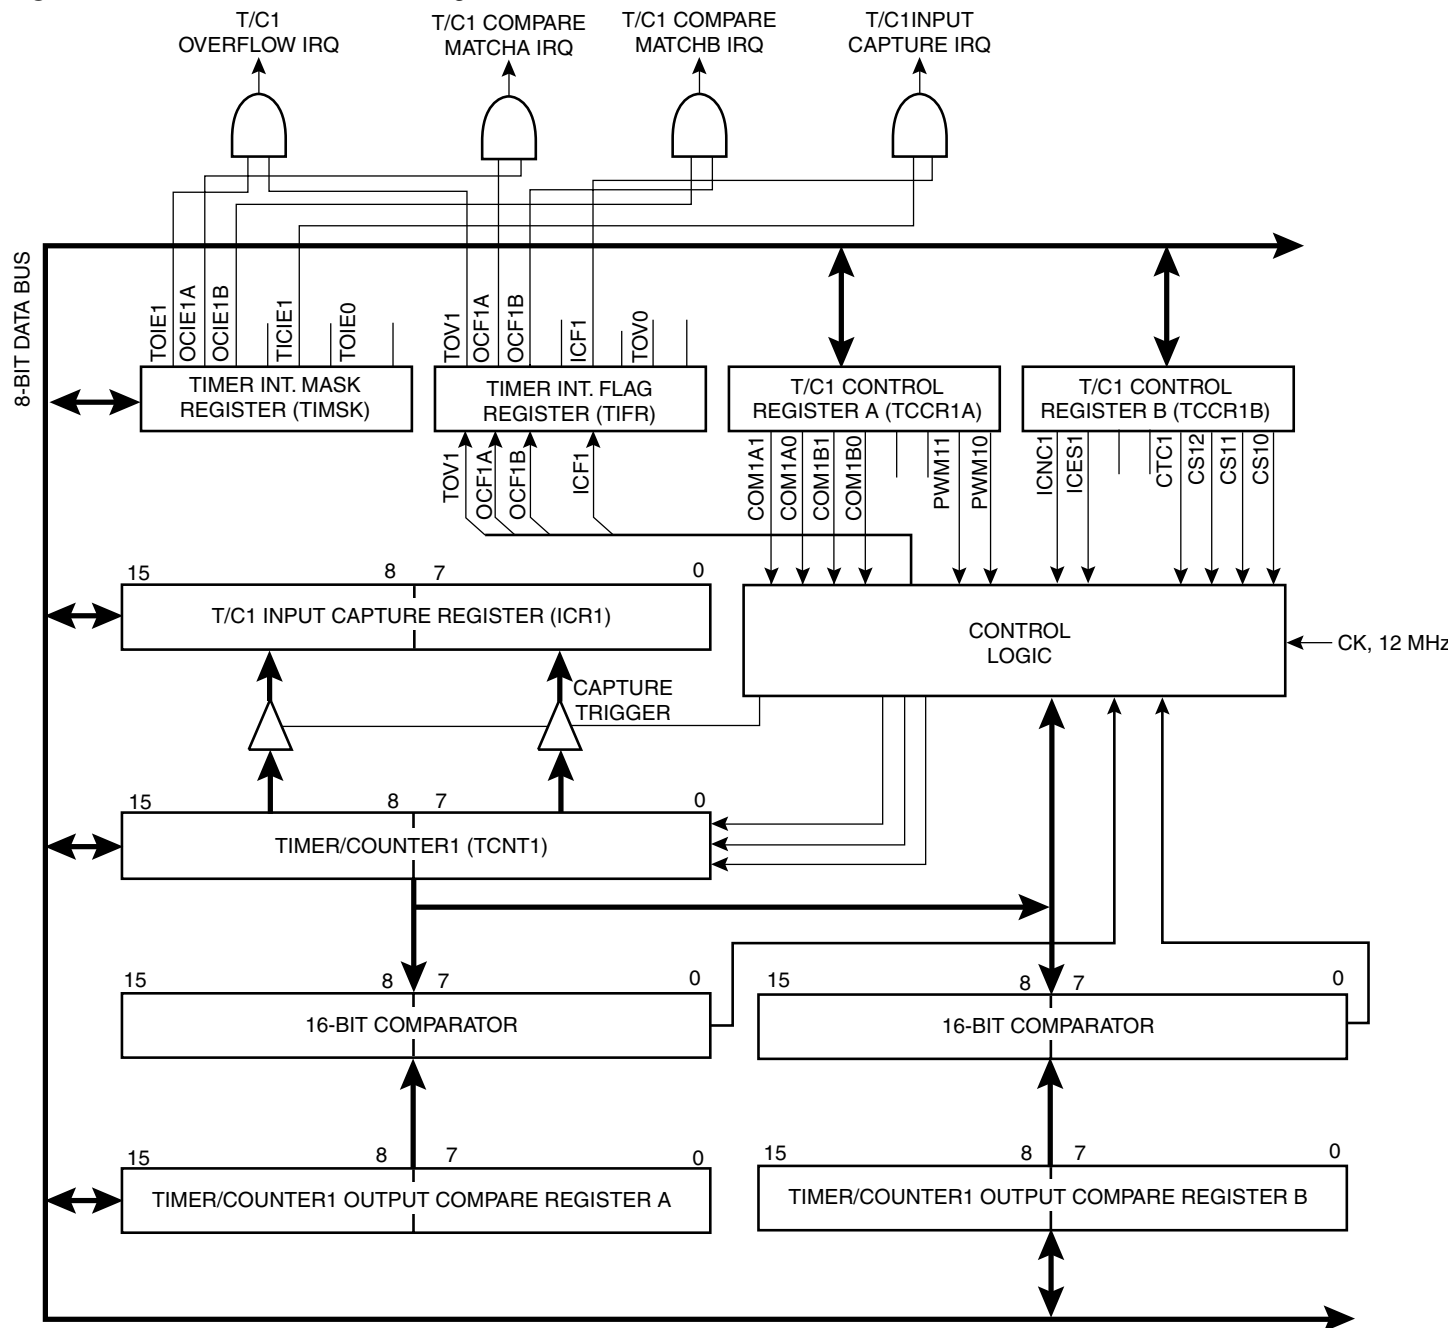 T/C1
OVERFLOW IRQ
T/C1 COMPARE
MATCHA IRQ
T/C1 COMPARE
MATCHB IRQ
T/C1INPUT
CAPTURE IRQ
8-BIT DATA BUS
TOIE1
OCIE1A
OCIE1B
TICIE1
TOIE0
TOV1
OCF1A
OCF1B
ICF1
TOV0
TIMER INT. MASK
REGISTER (TIMSK)
TIMER INT. FLAG
REGISTER (TIFR)
T/C1 CONTROL
REGISTER A (TCCR1A)
T/C1 CONTROL
REGISTER B (TCCR1B)
TOV1
OCF1A
OCF1B
ICF1
COM1A1
COM1A0
COM1B1
COM1B0
PWM11
PWM10
ICNC1
ICES1
CTC1
CS12
CS11
CS10
15 8 7 0
T/C1 INPUT CAPTURE REGISTER (ICR1)
CONTROL
LOGIC
CK, 12 MHz
CAPTURE
TRIGGER
15 8 7 0
TIMER/COUNTER1 (TCNT1)
15 8 7 0
16-BIT COMPARATOR
15 8 7 0
16-BIT COMPARATOR
15 8 7 0
TIMER/COUNTER1 OUTPUT COMPARE REGISTER A
15 8 7 0
TIMER/COUNTER1 OUTPUT COMPARE REGISTER B